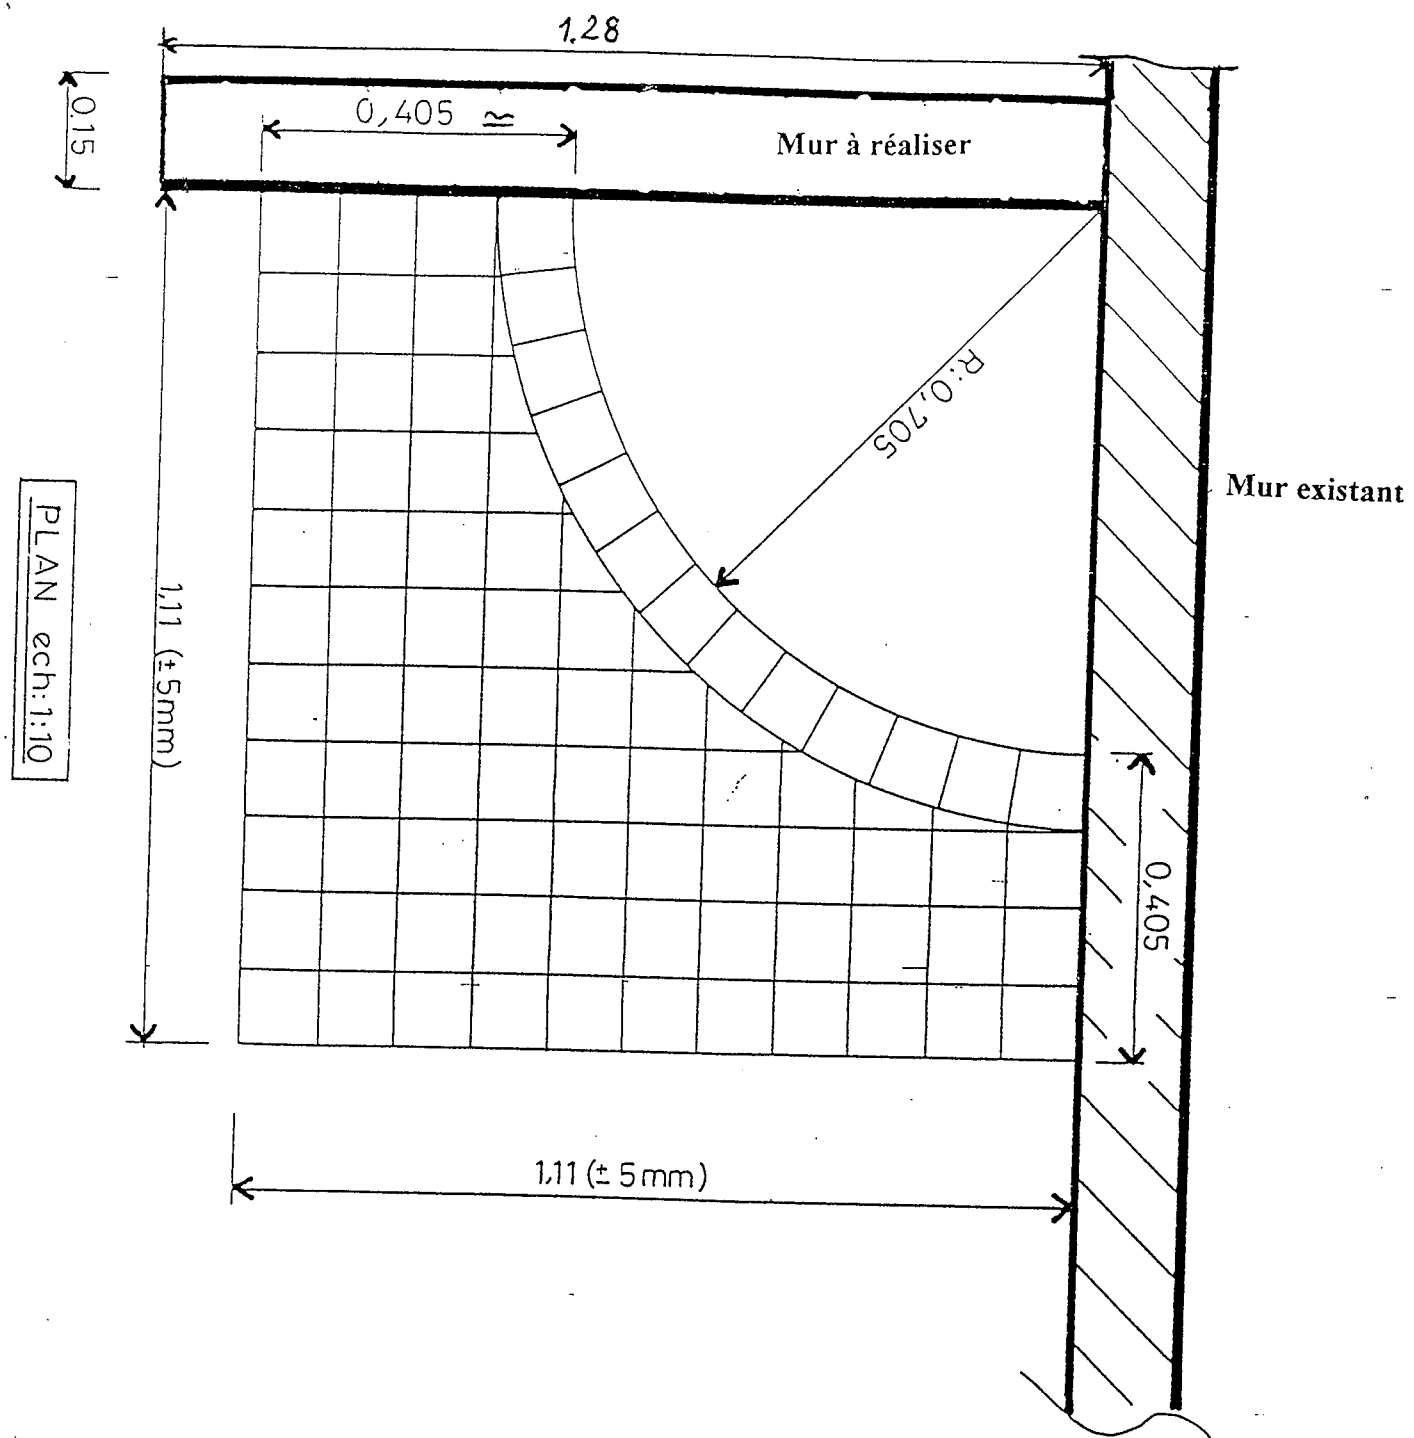 1.28
0.15
0,405 ≃
Mur à réaliser
R:0,705
Mur existant
PLAN ech:1:10
1,11 (±5mm)
0,405
1,11 (± 5mm)